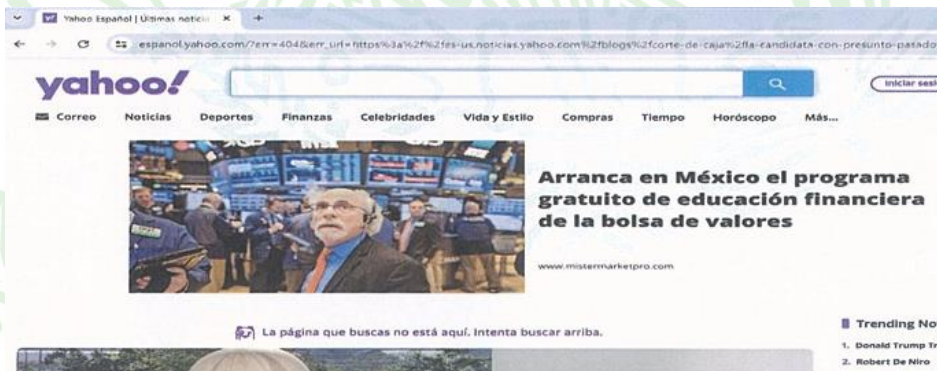 Yahoo Español | Últimas notici
espanol.yahoo.com/?err=404&err_url=https%3a%2f%2fes-us.noticias.yahoo.com%2fblogs%2fcorte-de-caja%2fla-candidata-con-presunto-pasado
yahoo!
Iniciar sesi
Correo Noticias Deportes Finanzas Celebridades Vida y Estilo Compras Tiempo Horóscopo Más...
Arranca en México el programa
gratuito de educación financiera
de la bolsa de valores
www.mistermarketpro.com
La página que buscas no está aquí. Intenta buscar arriba.
Trending No
1. Donald Trump Tr
2. Robert De Niro